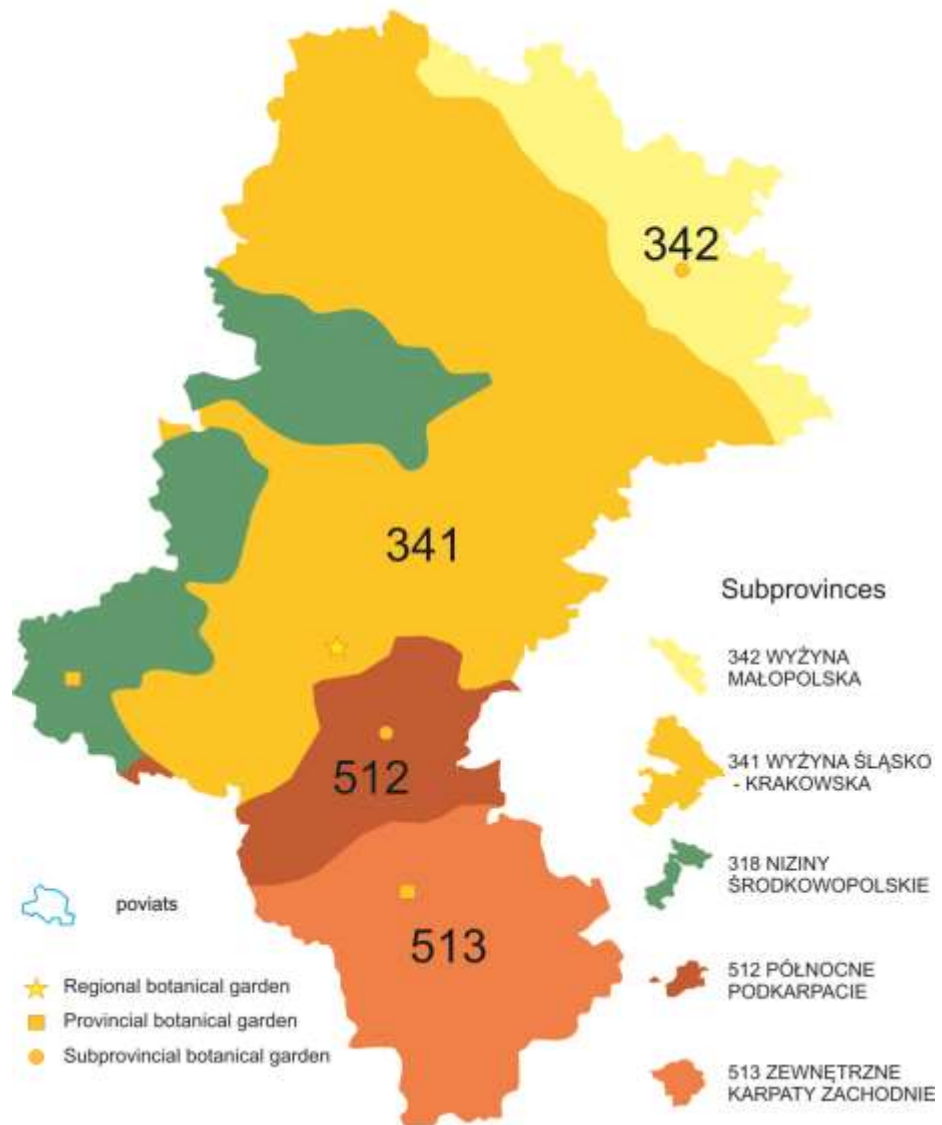 342
341
512
513
Subprovinces
342 WYŻYNA
MAŁOPOLSKA
341 WYŻYNA ŚLĄSKO
- KRAKOWSKA
318 NIZINY
ŚRODKOWOPOLSKIE
512 PÓŁNOCNE
PODKARPACIE
513 ZEWNĘTRZNE
KARPATY ZACHODNIE
poviats
Regional botanical garden
Provincial botanical garden
Subprovincial botanical garden